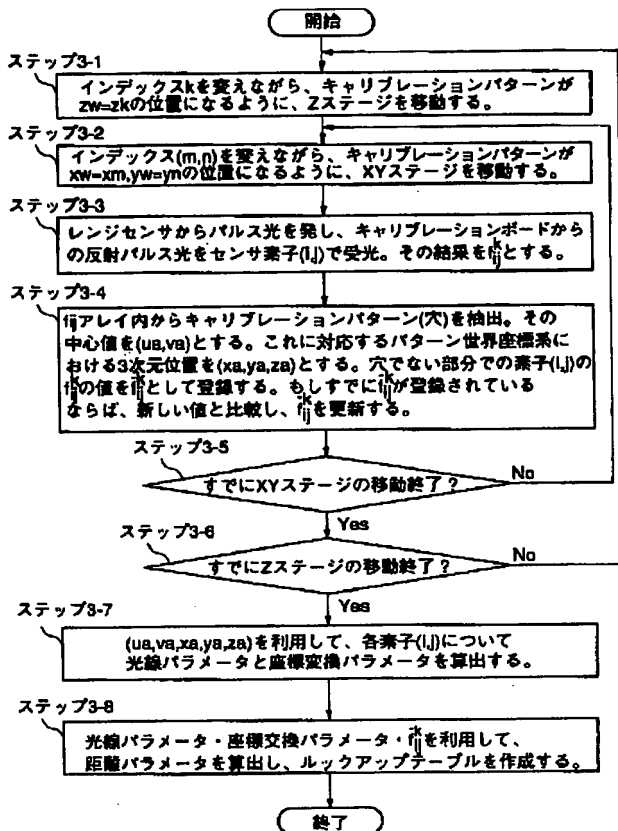 開始
ステップ3-1
インデックスkを変えながら、キャリブレーションパターンが
zw=zkの位置になるように、Zステージを移動する。
ステップ3-2
インデックス(m,n)を変えながら、キャリブレーションパターンが
xw=xm,yw=ynの位置になるように、XYステージを移動する。
ステップ3-3
レンジセンサからパルス光を発し、キャリブレーションボードから
の反射パルス光をセンサ素子(i,j)で受光。その結果をf^k_ijとする。
ステップ3-4
f^k_ijアレイ内からキャリブレーションパターン(穴)を抽出。その
中心値を(ua,va)とする。これに対応するパターン世界座標系に
おける3次元位置を(xa,ya,za)とする。穴でない部分での素子(i,j)の
f^k_ijの値をf̄^k_ijとして登録する。もしすでにf̄^k_ijが登録されている
ならば、新しい値と比較し、f̄^k_ijを更新する。
ステップ3-5
すでにXYステージの移動終了?
No
Yes
ステップ3-6
すでにZステージの移動終了?
No
Yes
ステップ3-7
(ua,va,xa,ya,za)を利用して、各素子(i,j)について
光線パラメータと座標変換パラメータを算出する。
ステップ3-8
光線パラメータ・座標交換パラメータ・f̄^k_ijを利用して、
距離パラメータを算出し、ルックアップテーブルを作成する。
終了